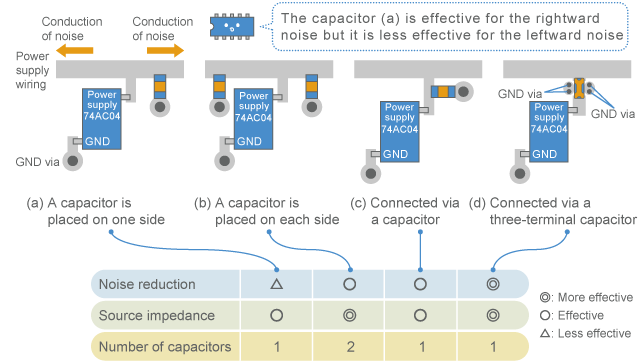 Conduction
of noise
Conduction
of noise
The capacitor (a) is effective for the rightward
noise but it is less effective for the leftward noise
Power
supply
wiring
Power
supply
74AC04
GND
GND via
Power
supply
74AC04
GND
Power
supply
74AC04
GND
GND via
GND via
Power
supply
74AC04
GND
(a) A capacitor is
placed on one side
(b) A capacitor is
placed on each side
(c) Connected via
a capacitor
(d) Connected via a
three-terminal capacitor
Noise reduction △ ○ ○ ◎
Source impedance ○ ◎ ○ ◎
Number of capacitors 1 2 1 1
◎: More effective
○: Effective
△: Less effective